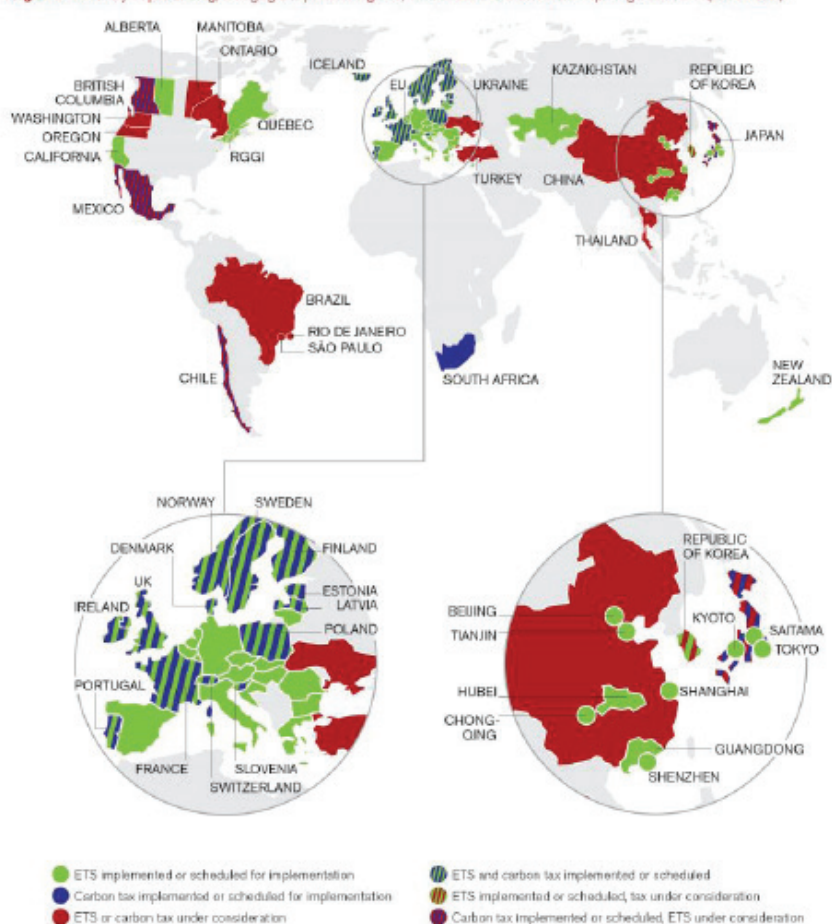 ALBERTA
MANITOBA
ONTARIO
ICELAND
BRITISH
COLUMBIA
WASHINGTON
OREGON
CALIFORNIA
QUÉBEC
RGGI
MEXICO
EU
UKRAINE
KAZAKHSTAN
REPUBLIC
OF KOREA
JAPAN
TURKEY
CHINA
THAILAND
BRAZIL
RIO DE JANEIRO
SÃO PAULO
CHILE
SOUTH AFRICA
NEW
ZEALAND
NORWAY
SWEDEN
DENMARK
FINLAND
UK
IRELAND
ESTONIA
LATVIA
POLAND
PORTUGAL
FRANCE
SLOVENIA
SWITZERLAND
REPUBLIC
OF KOREA
BEIJING
TIANJIN
KYOTO
SAITAMA
TOKYO
HUBEI
SHANGHAI
CHONG-
QING
GUANGDONG
SHENZHEN
ETS implemented or scheduled for implementation
Carbon tax implemented or scheduled for implementation
ETS or carbon tax under consideration
ETS and carbon tax implemented or scheduled
ETS implemented or scheduled, tax under consideration
Carbon tax implemented or scheduled, ETS under consideration